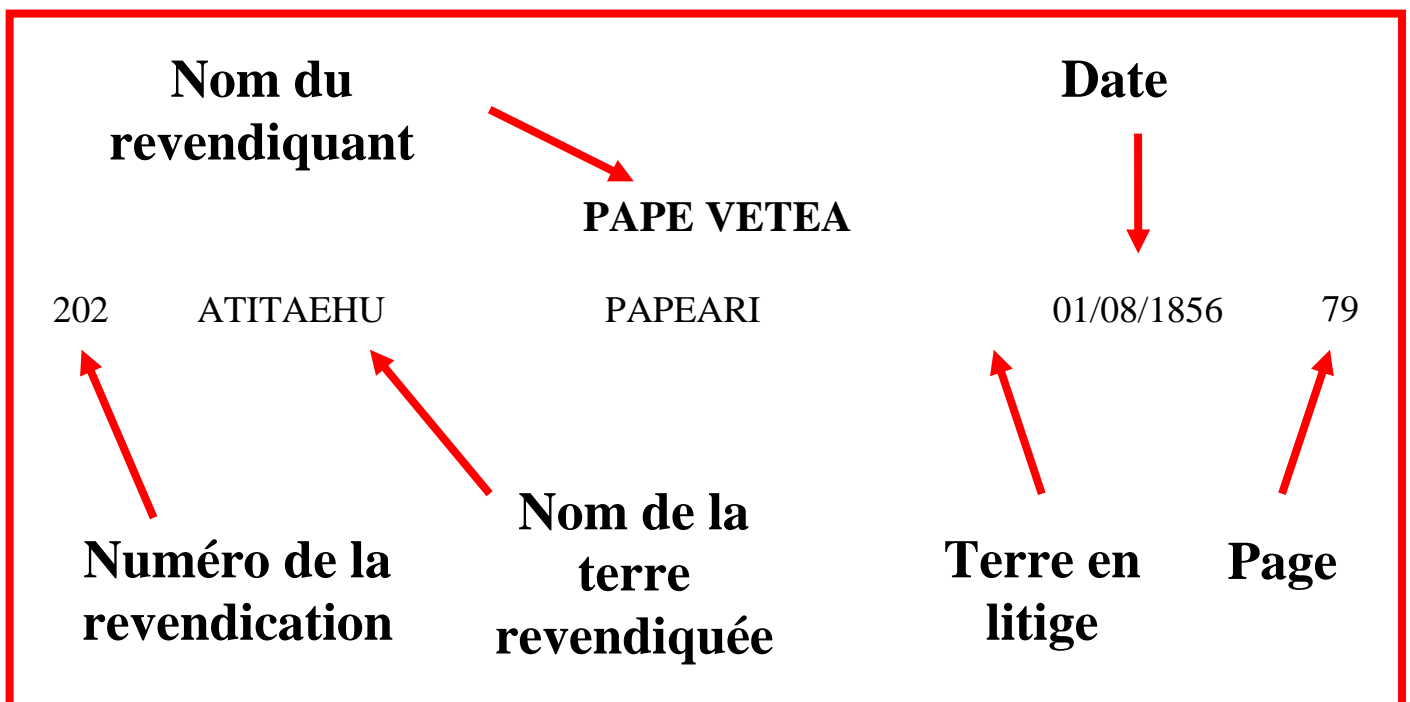 Nom du
revendiquant
Date
PAPE VETEA
202 ATITAEHU PAPEARI 01/08/1856 79
Numéro de la
revendication
Nom de la
terre
revendiquée
Terre en
litige
Page